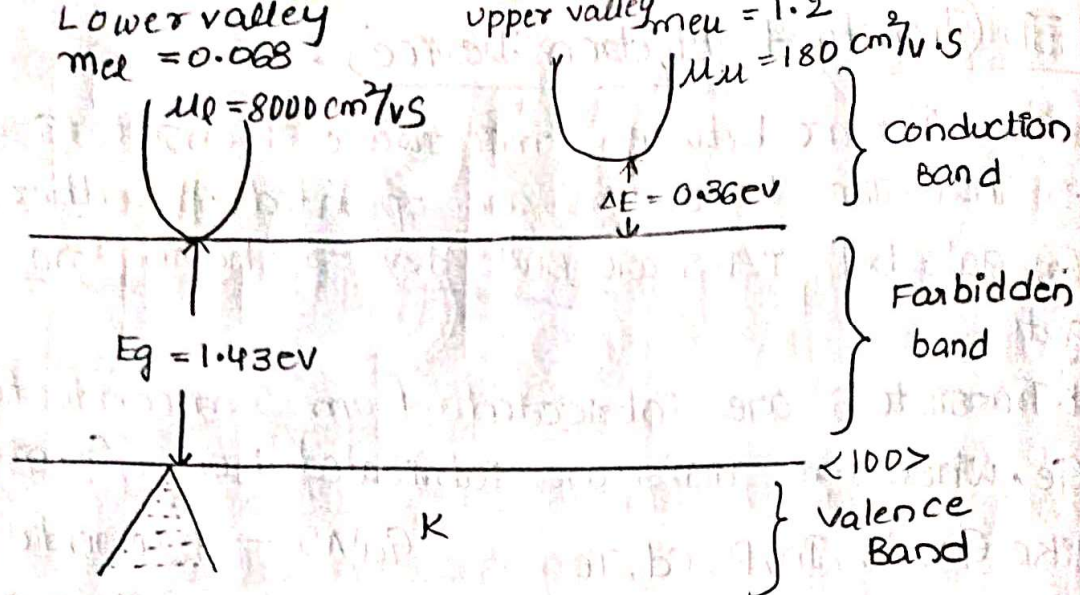 Lower valley
mel = 0.068
μl = 8000 cm²/vs
upper valley
meu = 1.2
μu = 180 cm²/v.s
conduction
Band
ΔE = 0.36ev
Farbidden
band
Eg = 1.43ev
<100>
K
Valence
Band